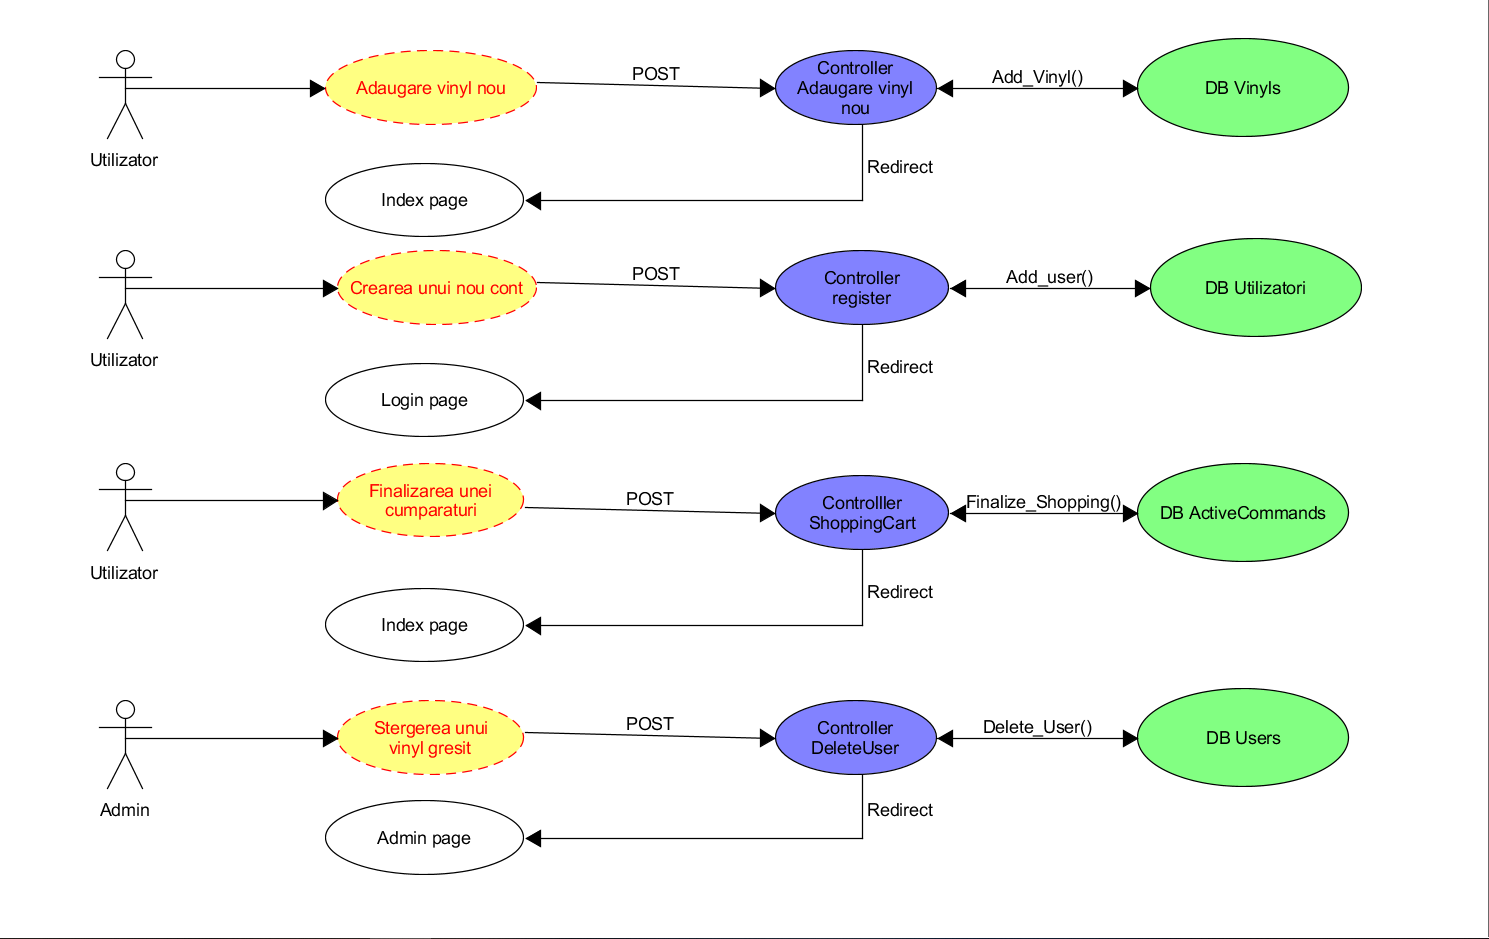 Utilizator
Adaugare vinyl nou
POST
Controller
Adaugare vinyl
nou
Add_Vinyl()
DB Vinyls
Redirect
Index page
Utilizator
Crearea unui nou cont
POST
Controller
register
Add_user()
DB Utilizatori
Redirect
Login page
Utilizator
Finalizarea unei
cumparaturi
POST
Controlller
ShoppingCart
Finalize_Shopping()
DB ActiveCommands
Redirect
Index page
Admin
Stergerea unui
vinyl gresit
POST
Controller
DeleteUser
Delete_User()
DB Users
Redirect
Admin page